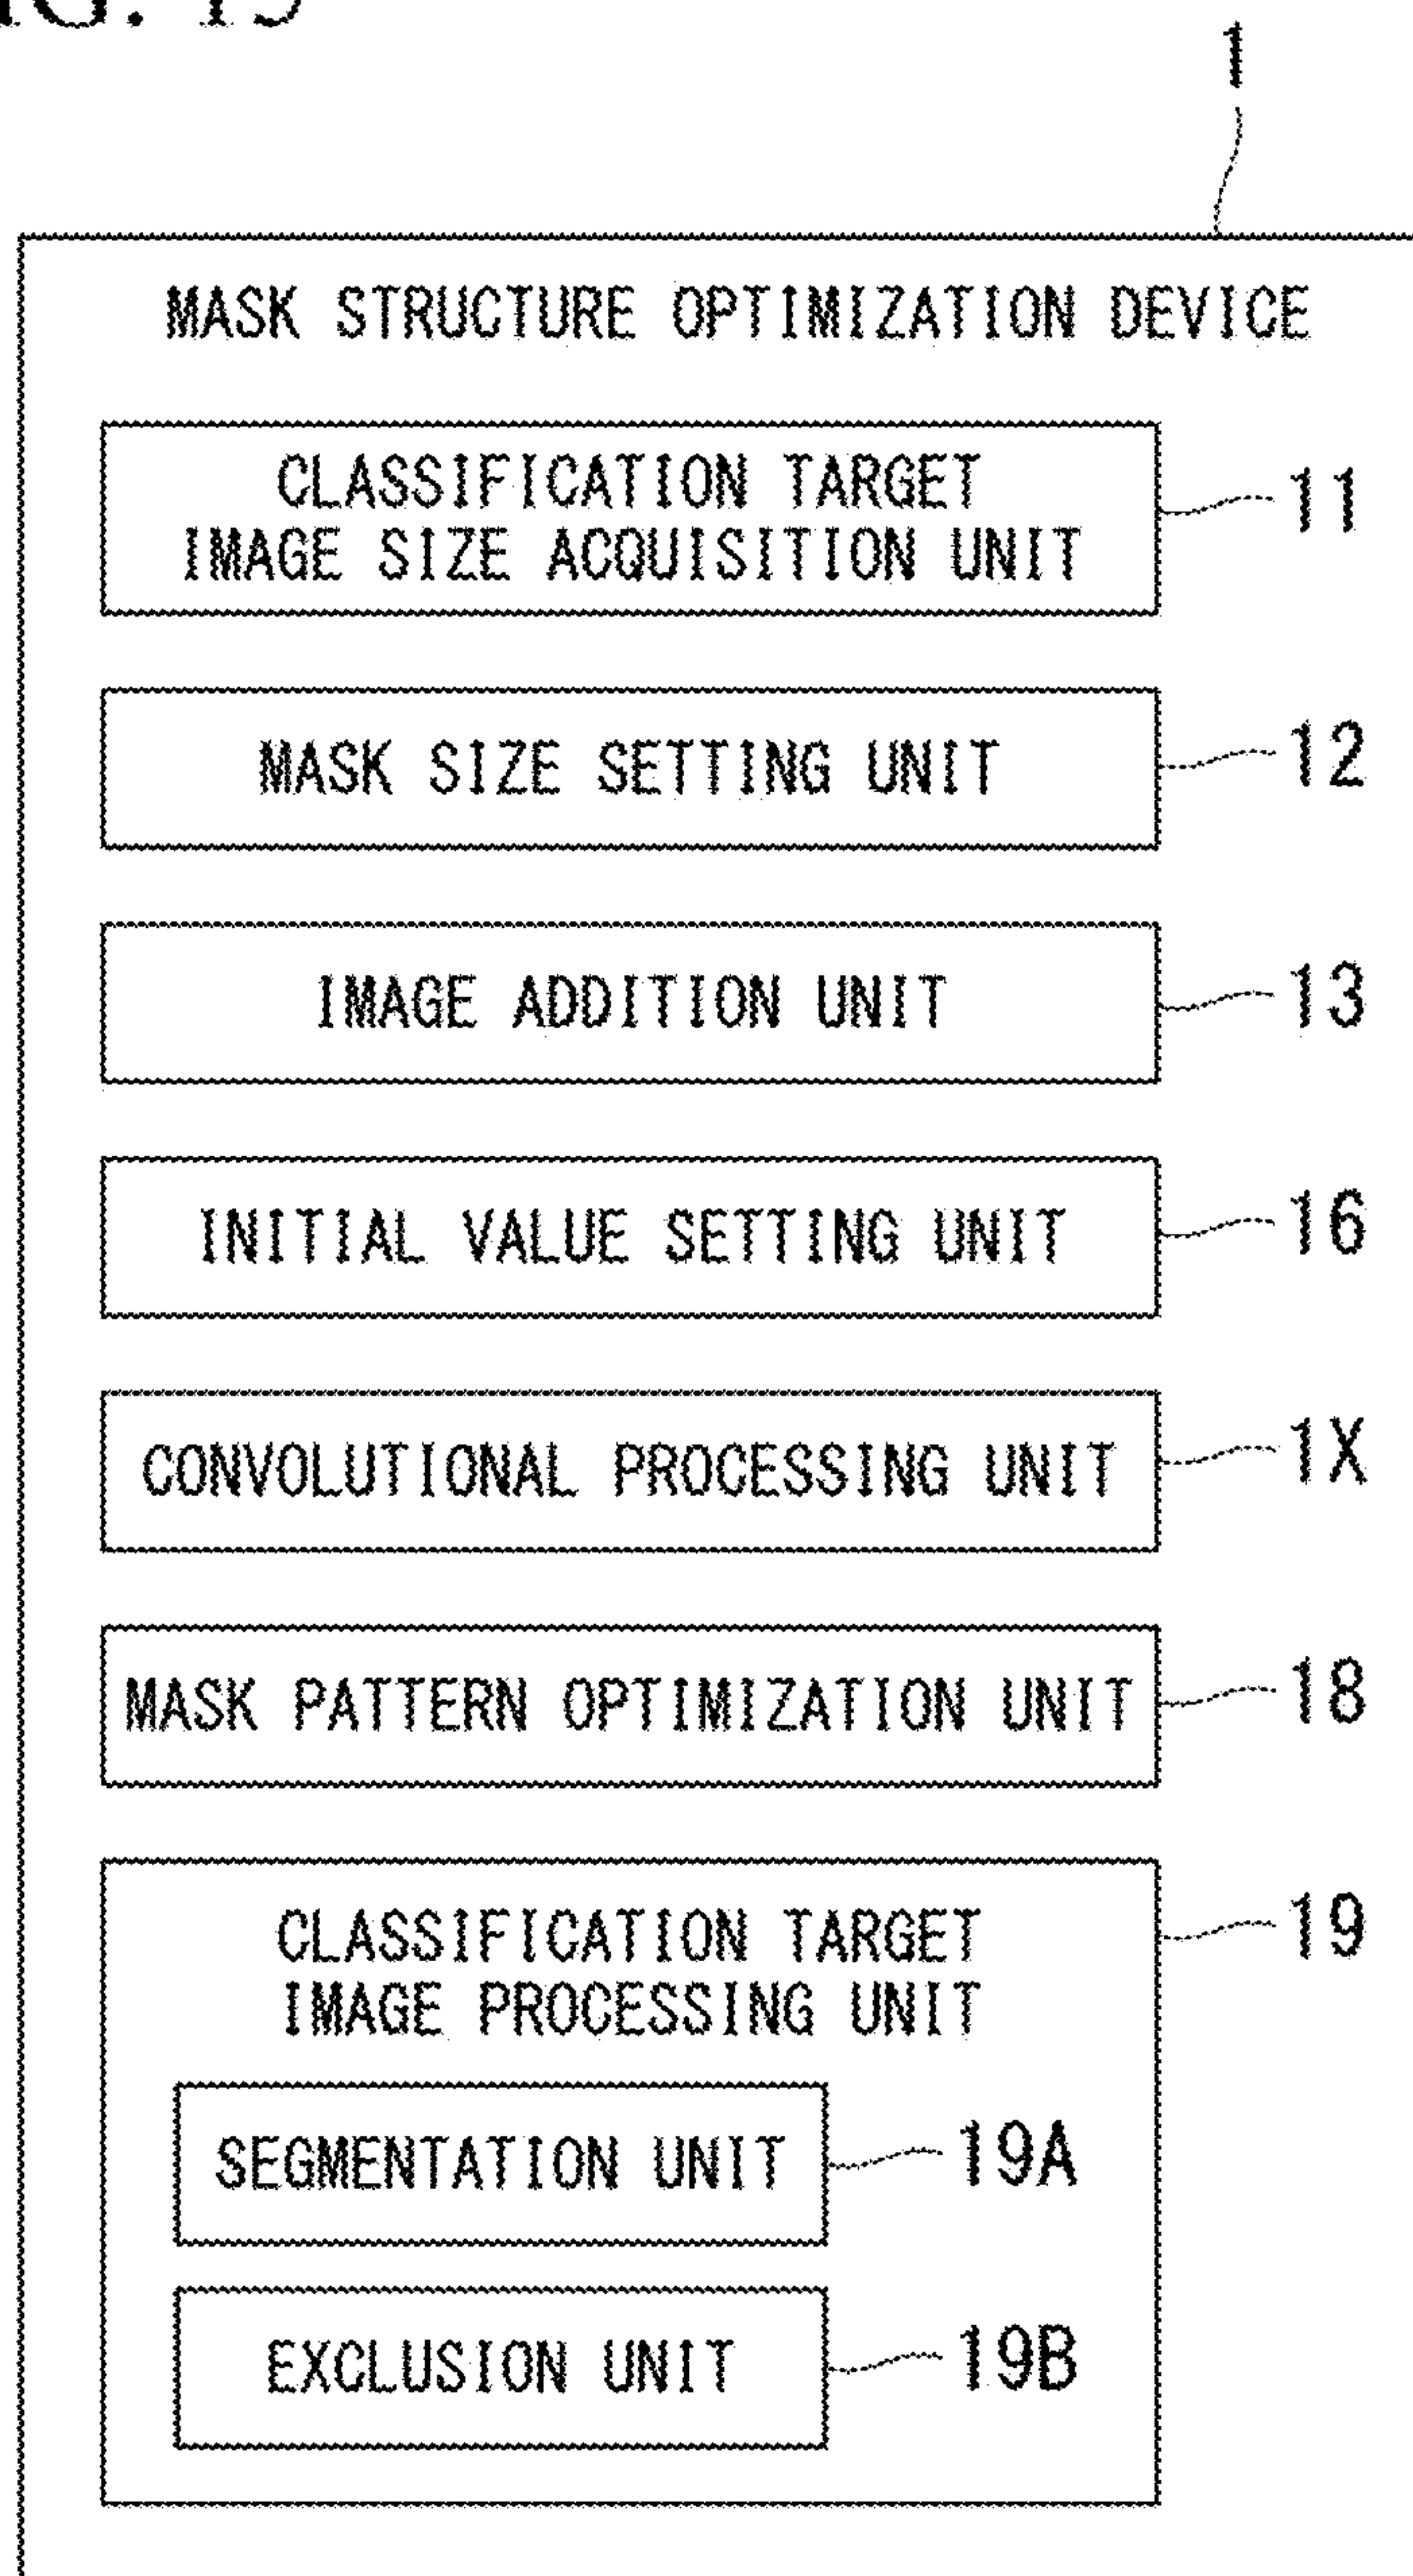 1
MASK STRUCTURE OPTIMIZATION DEVICE
CLASSIFICATION TARGET
IMAGE SIZE ACQUISITION UNIT
11
MASK SIZE SETTING UNIT
12
IMAGE ADDITION UNIT
13
INITIAL VALUE SETTING UNIT
16
CONVOLUTIONAL PROCESSING UNIT
1X
MASK PATTERN OPTIMIZATION UNIT
18
CLASSIFICATION TARGET
IMAGE PROCESSING UNIT
19
SEGMENTATION UNIT
19A
EXCLUSION UNIT
19B